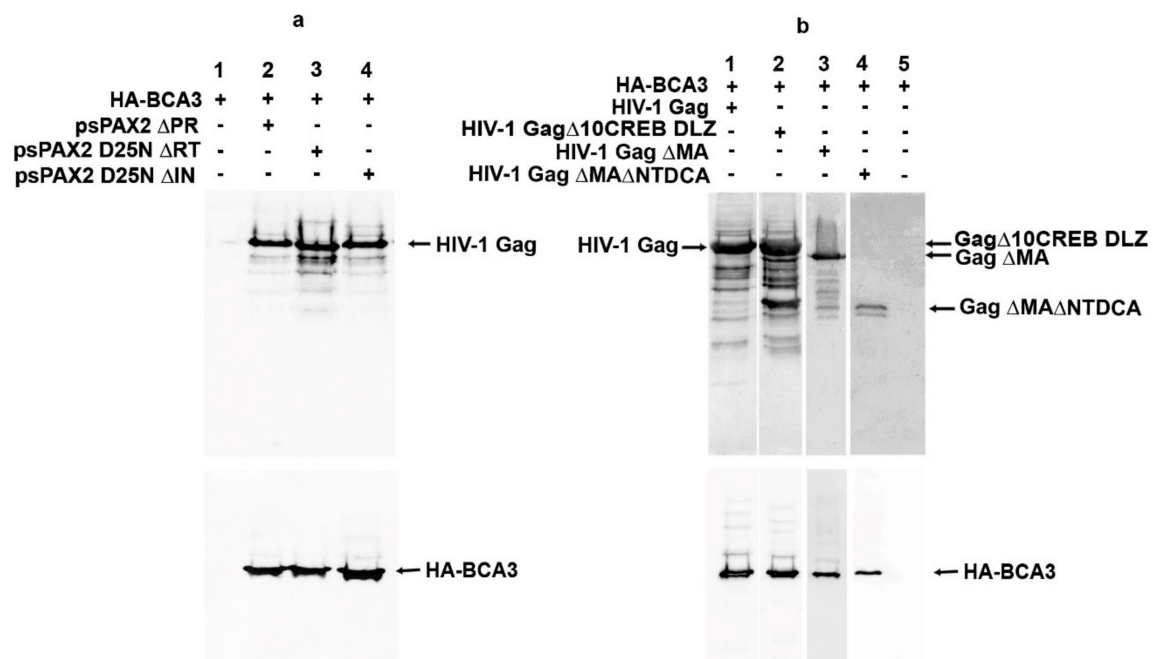 a
1 2 3 4
HA-BCA3 + + + +
psPAX2 ΔPR - + - -
psPAX2 D25N ΔRT - - + -
psPAX2 D25N ΔIN - - - +
HIV-1 Gag
HA-BCA3
b
1 2 3 4 5
HA-BCA3 + + + + +
HIV-1 Gag + - - - -
HIV-1 GagΔ10CREB DLZ - + - - -
HIV-1 Gag ΔMA - - + - -
HIV-1 Gag ΔMAΔNTDCA - - - + -
HIV-1 Gag
GagΔ10CREB DLZ
Gag ΔMA
Gag ΔMAΔNTDCA
HA-BCA3